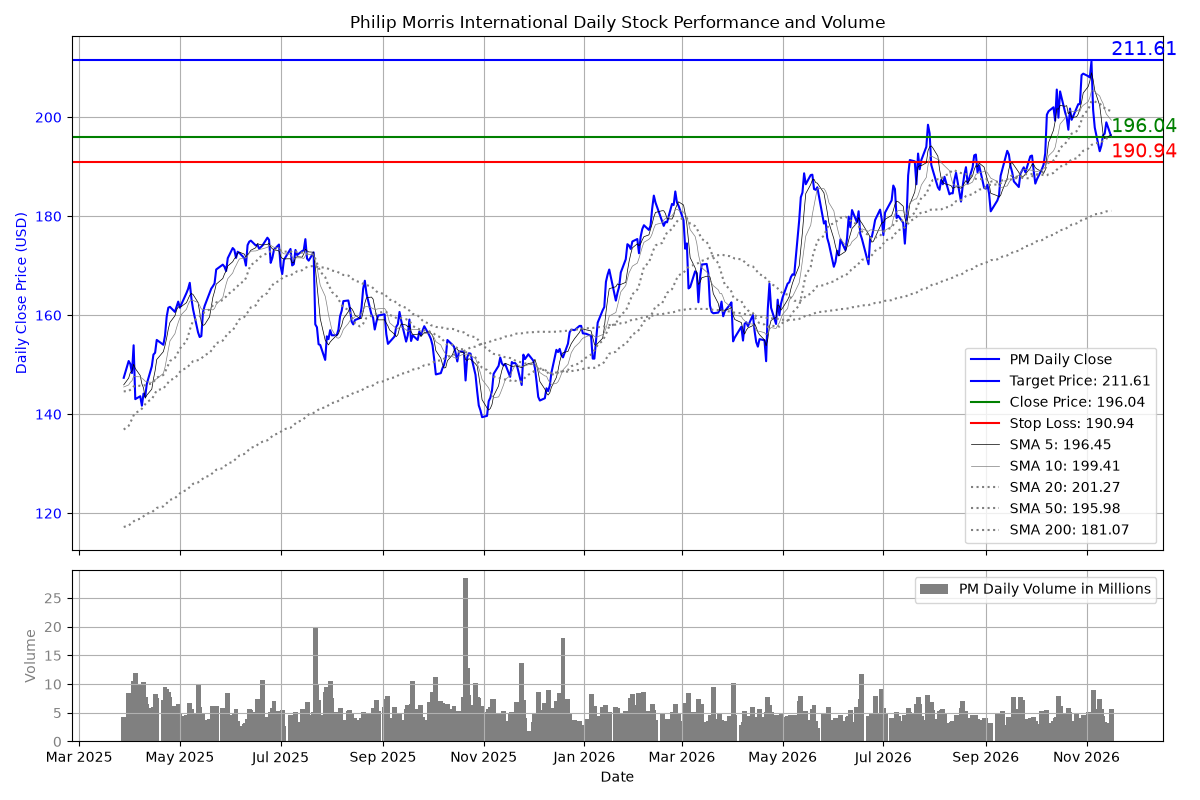 Philip Morris International Daily Stock Performance and Volume
211.61
196.04
190.94
Daily Close Price (USD)
200
180
160
140
120
PM Daily Close
Target Price: 211.61
Close Price: 196.04
Stop Loss: 190.94
SMA 5: 196.45
SMA 10: 199.41
SMA 20: 201.27
SMA 50: 195.98
SMA 200: 181.07
PM Daily Volume in Millions
Volume
25
20
15
10
5
0
Mar 2025 May 2025 Jul 2025 Sep 2025 Nov 2025 Jan 2026 Mar 2026 May 2026 Jul 2026 Sep 2026 Nov 2026
Date